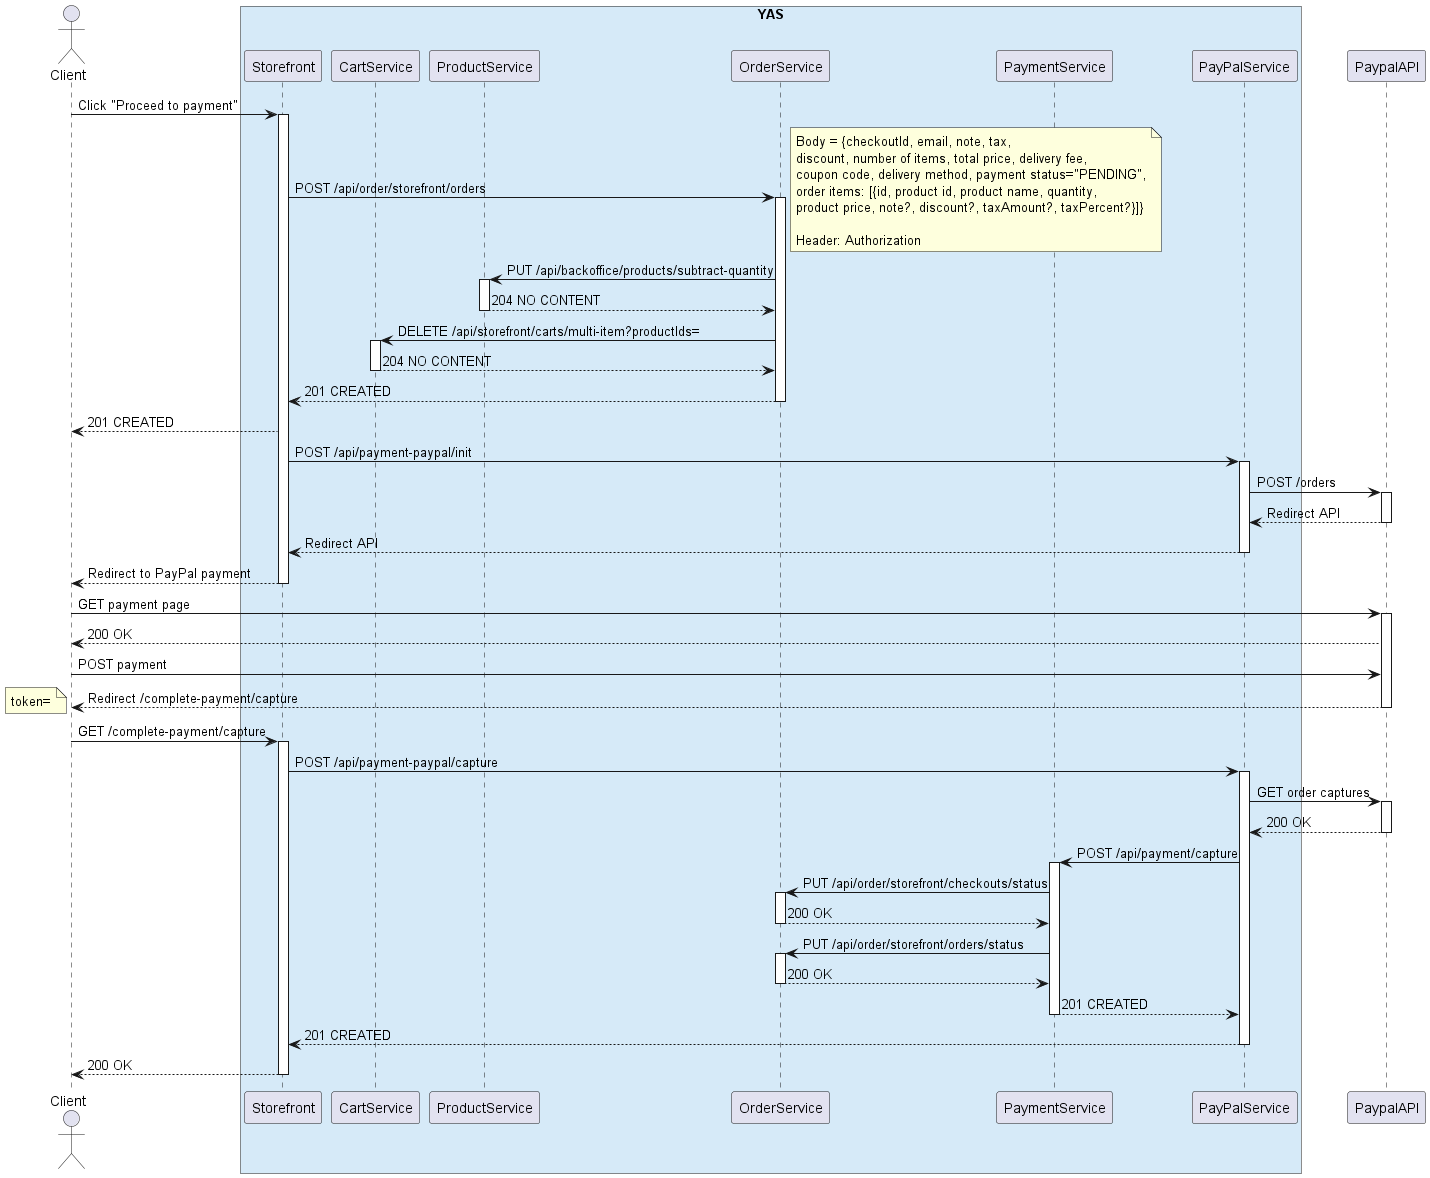 YAS
Client
Storefront
CartService
ProductService
OrderService
PaymentService
PayPalService
PaypalAPI
Click "Proceed to payment"
Body = {checkoutId, email, note, tax,
discount, number of items, total price, delivery fee,
coupon code, delivery method, payment status="PENDING",
order items: [{id, product id, product name, quantity,
product price, note?, discount?, taxAmount?, taxPercent?}]}
Header: Authorization
POST /api/order/storefront/orders
PUT /api/backoffice/products/subtract-quantity
204 NO CONTENT
DELETE /api/storefront/carts/multi-item?productIds=
204 NO CONTENT
201 CREATED
201 CREATED
POST /api/payment-paypal/init
POST /orders
Redirect API
Redirect API
Redirect to PayPal payment
GET payment page
200 OK
POST payment
token=
Redirect /complete-payment/capture
GET /complete-payment/capture
POST /api/payment-paypal/capture
GET order captures
200 OK
POST /api/payment/capture
PUT /api/order/storefront/checkouts/status
200 OK
PUT /api/order/storefront/orders/status
200 OK
201 CREATED
201 CREATED
200 OK
Client
Storefront
CartService
ProductService
OrderService
PaymentService
PayPalService
PaypalAPI